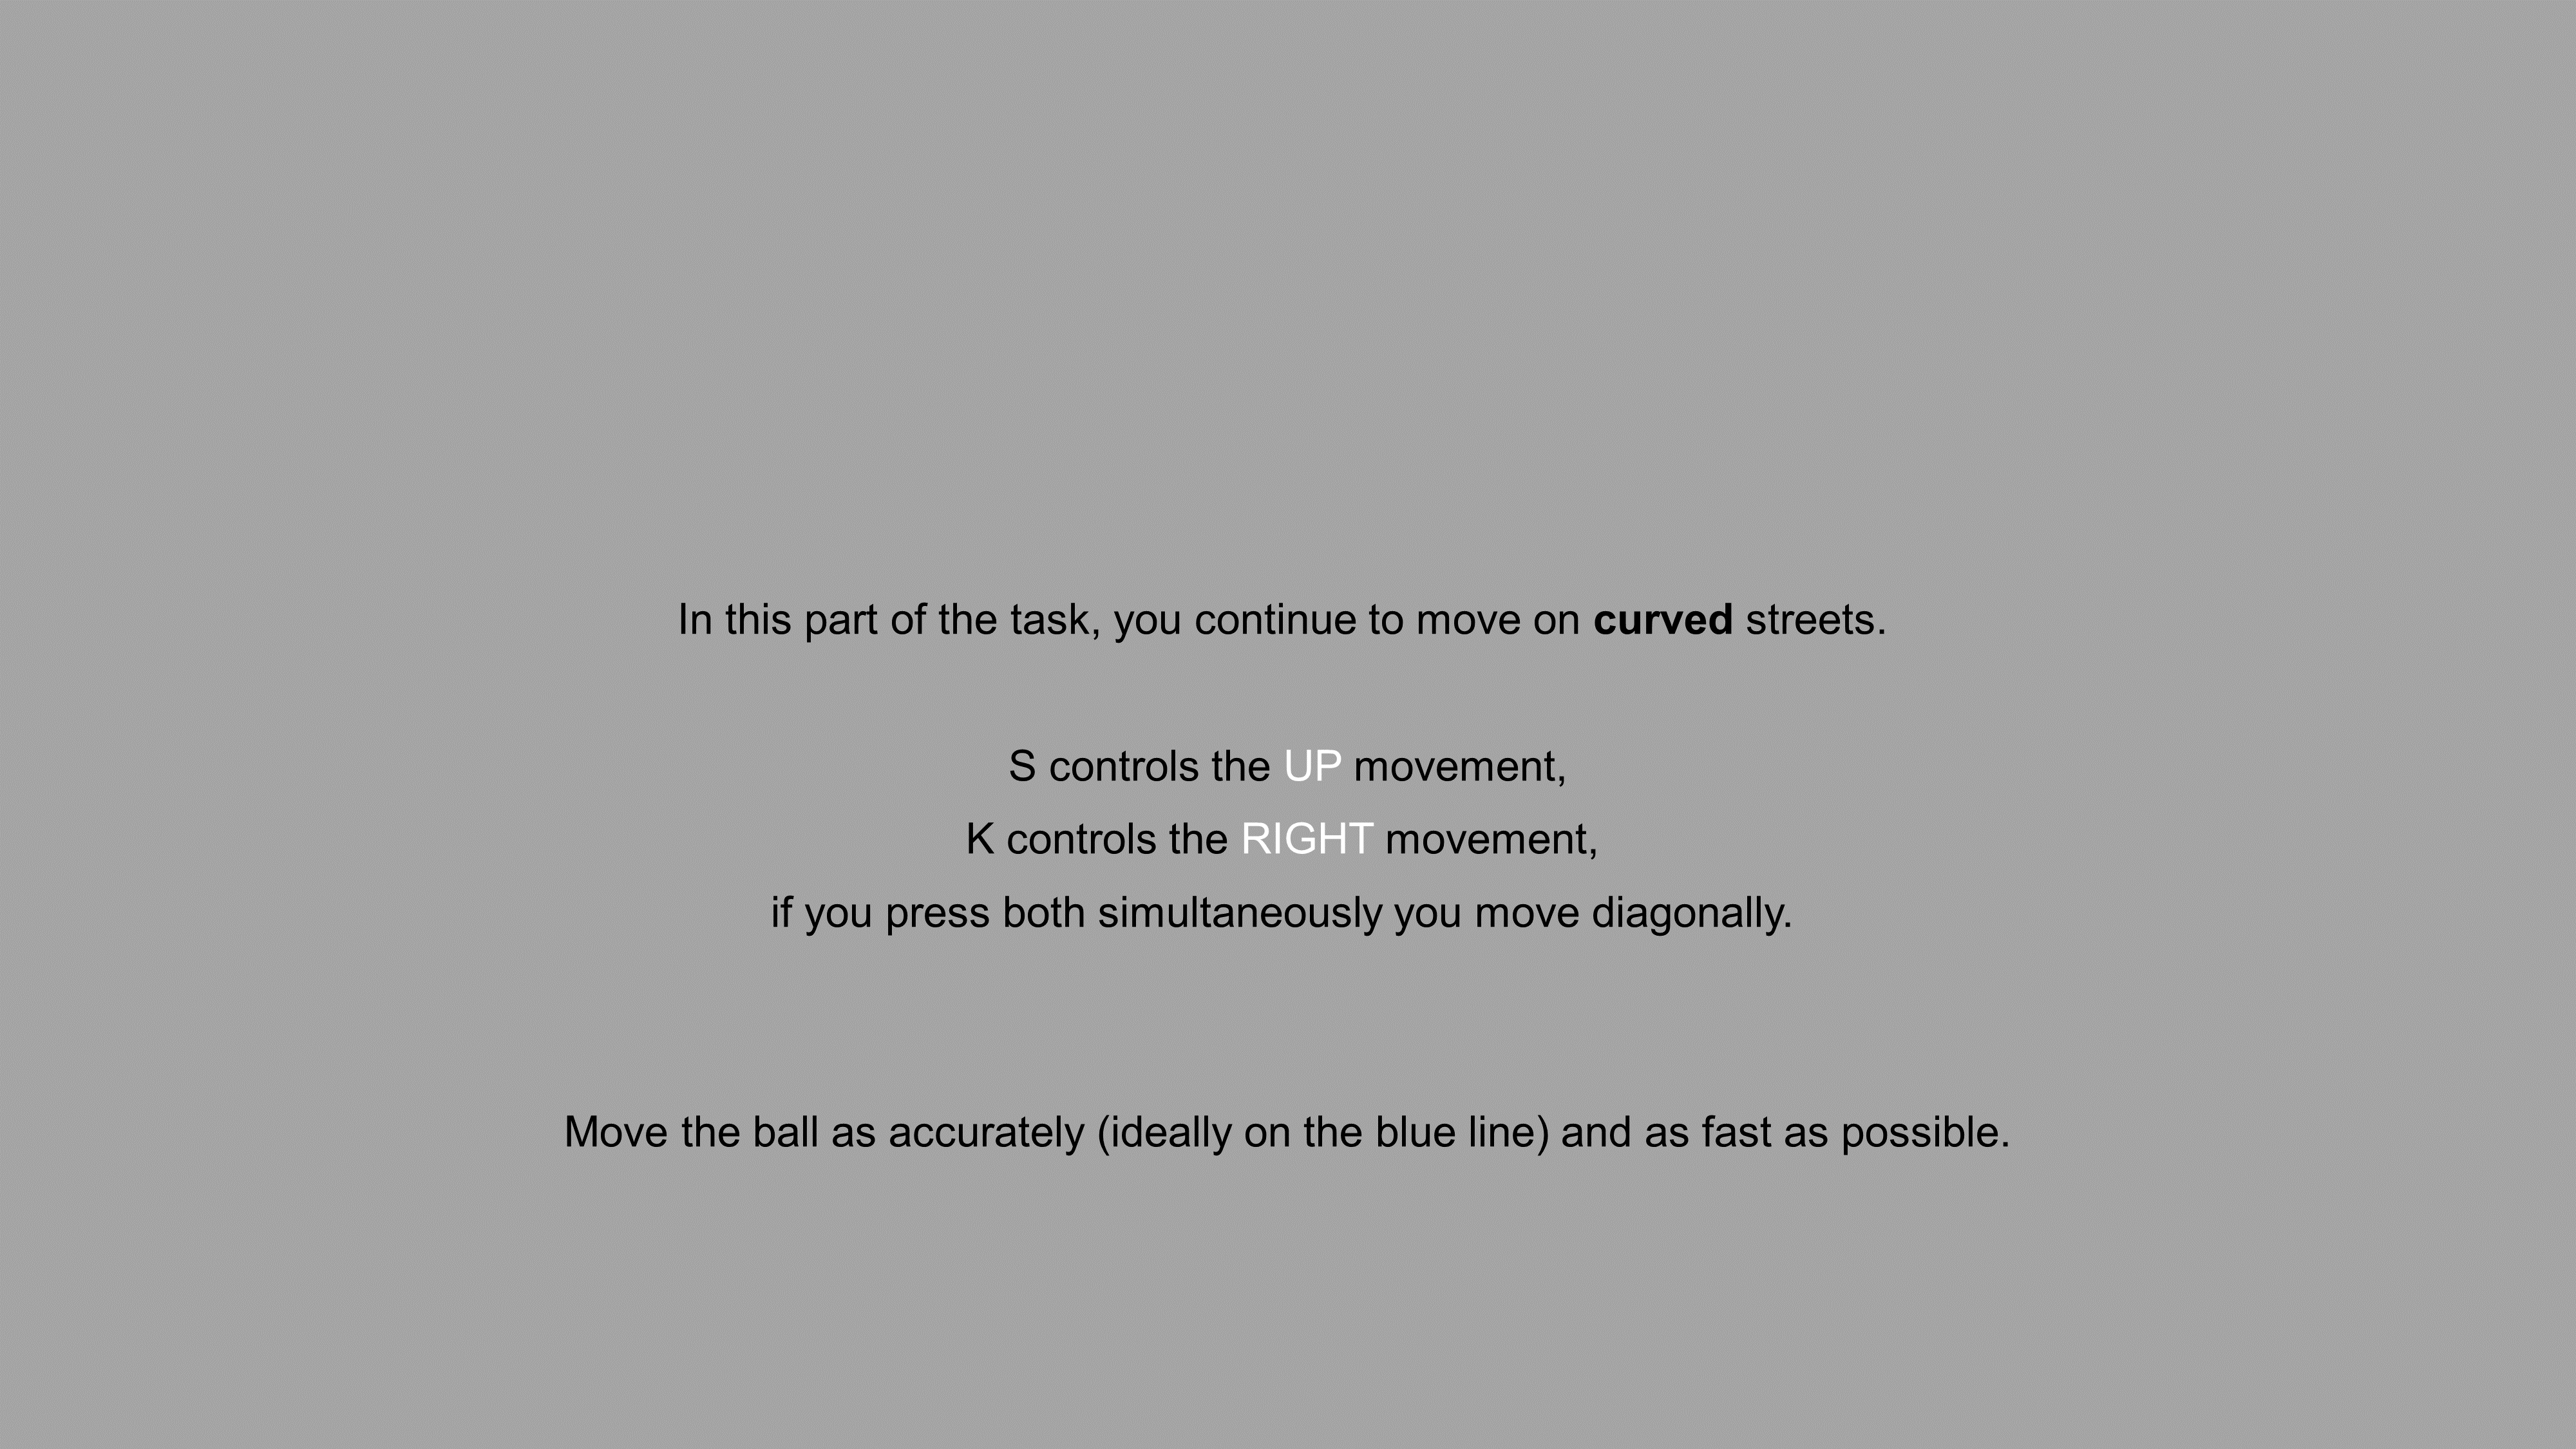 In this part of the task, you continue to move on curved streets.
S controls the UP movement,
K controls the RIGHT movement,
if you press both simultaneously you move diagonally.
Move the ball as accurately (ideally on the blue line) and as fast as possible.